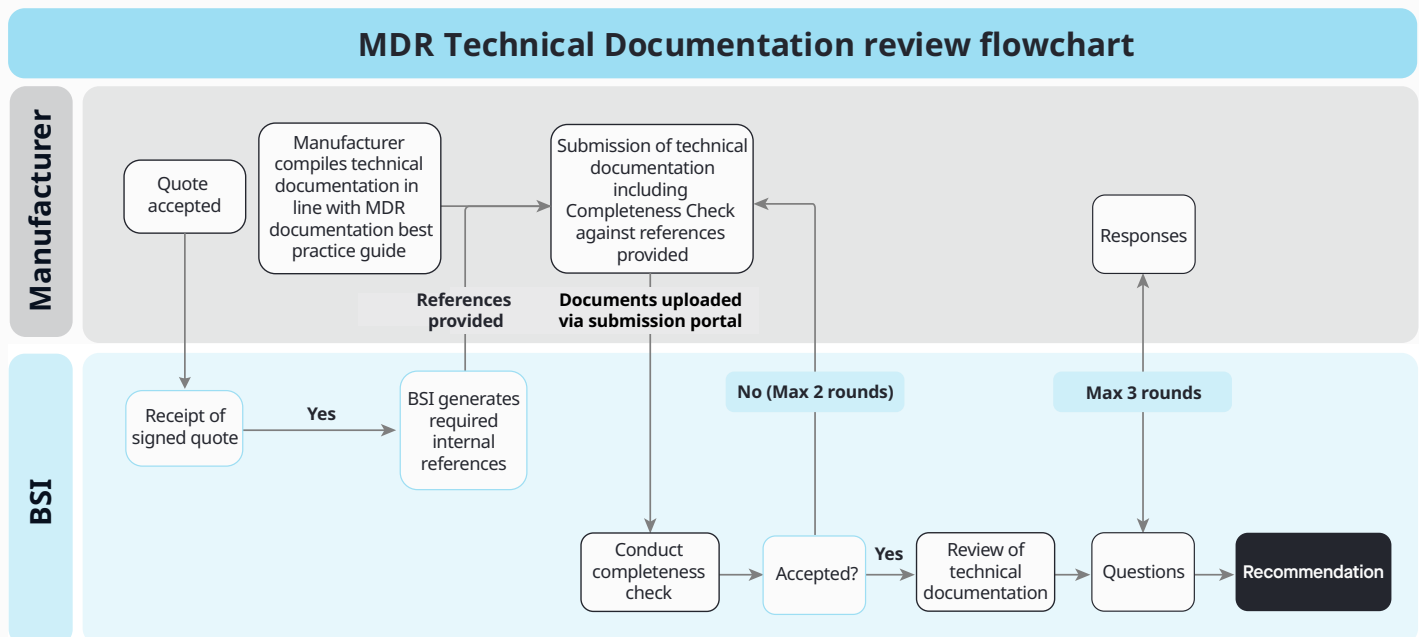 MDR Technical Documentation review flowchart
Manufacturer
Quote
accepted
Manufacturer
compiles technical
documentation in
line with MDR
documentation best
practice guide
Submission of technical
documentation
including
Completeness Check
against references
provided
Responses
References
provided
Documents uploaded
via submission portal
BSI
Receipt of
signed quote
Yes
BSI generates
required
internal
references
No (Max 2 rounds)
Max 3 rounds
Conduct
completeness
check
Accepted?
Yes
Review of
technical
documentation
Questions
Recommendation